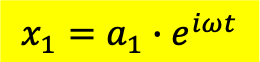 x₁ = a₁ · e^{iωt}